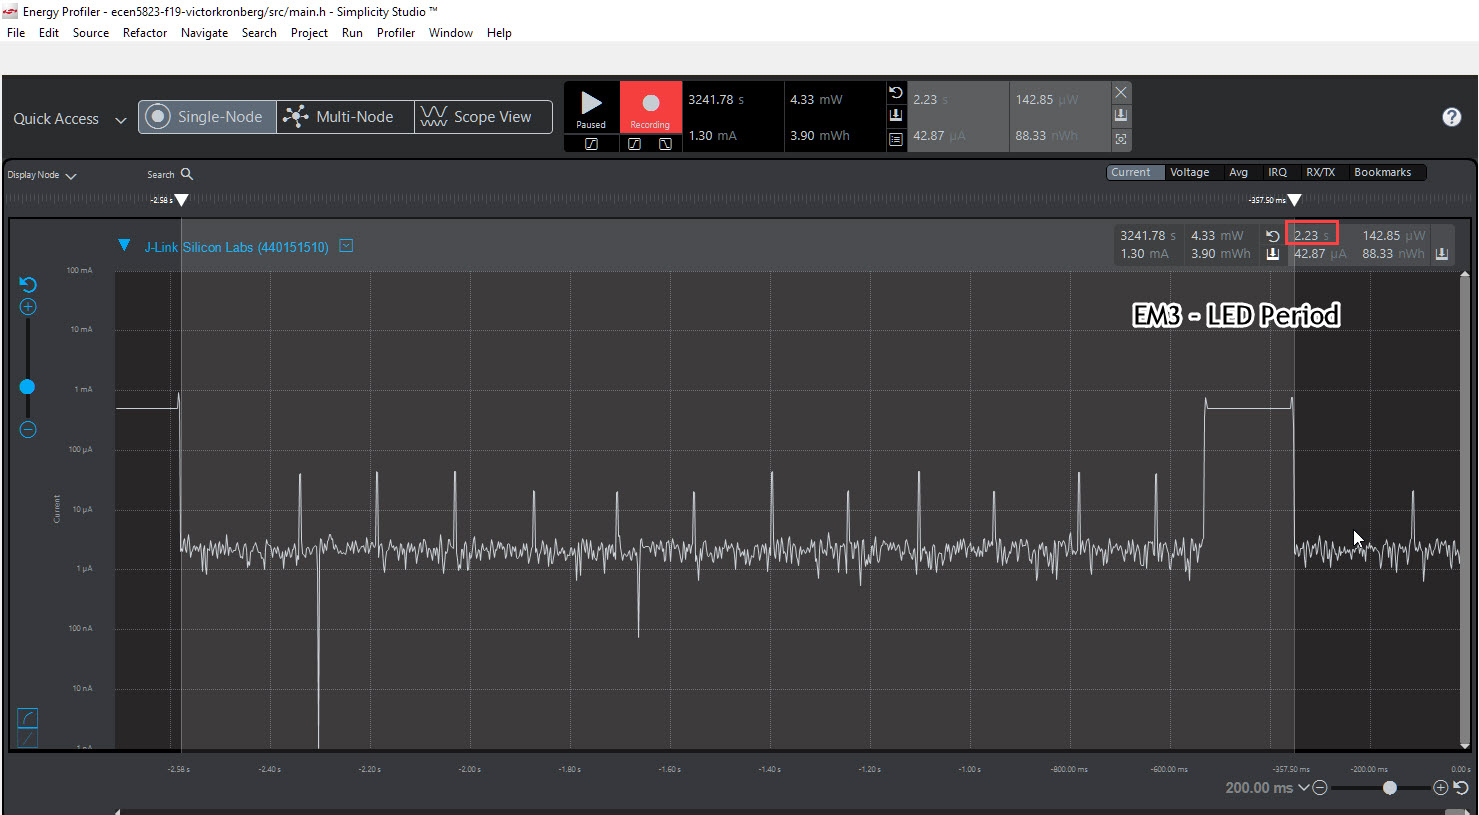 Energy Profiler - ecen5823-f19-victorkronberg/src/main.h - Simplicity Studio ™
File Edit Source Refactor Navigate Search Project Run Profiler Window Help
Quick Access
Single-Node
Multi-Node
Scope View
Paused
Recording
3241.78 s
1.30 mA
4.33 mW
3.90 mWh
2.23 s
42.87 µA
142.85 µW
88.33 nWh
Display Node
Search
Current Voltage Avg IRQ RX/TX Bookmarks
-2.58 s
-357.50 ms
J-Link Silicon Labs (440151510)
3241.78 s 4.33 mW 2.23 s 142.85 µW
1.30 mA 3.90 mWh 42.87 µA 88.33 nWh
EM3 - LED Period
100 mA
10 mA
1 mA
100 µA
10 µA
1 µA
100 nA
10 nA
1 nA
Current
-2.58 s -2.40 s -2.20 s -2.00 s -1.80 s -1.60 s -1.40 s -1.20 s -1.00 s -800.00 ms -600.00 ms -357.50 ms -200.00 ms 0.00 s
200.00 ms